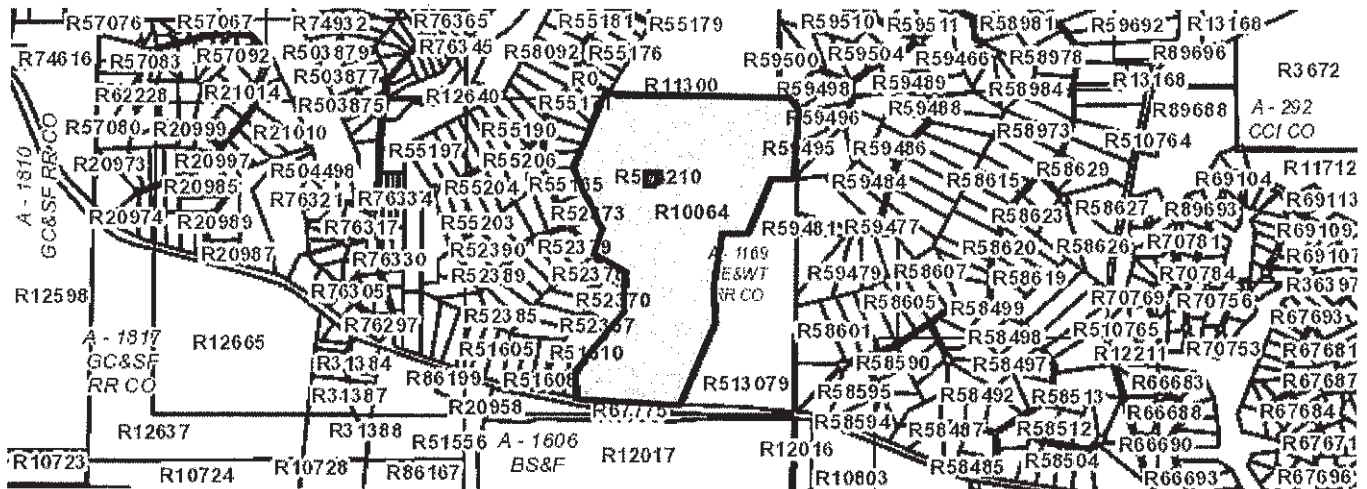 R57076 R57067 R74932 R76365 R55181 R55179 R59510 R59511 R58981 R59692 R13168
R74616 R57083 R57092 R503879 R76345 R58092 R55176 R59500 R59504 R59466 R58978 R89696
R62228 R21014 R503877 R11300 R59498 R59489 R58984 R13168 R3672
R503875 R12640 R59488 R89688
A - 292
CCI CO
R57080 R20999 R21010 R55190 R59496 R58973 R510764
R20973 R20997 R504498 R55197 R55206 R59495 R59486 R58629 R11712
A - 1810
GC&SF RR CO
R20985 R76321 R76334 R55204 R10064 R59484 R58615 R69104
R20974 R20989 R76317 R55203 R59481 R59477 R58623 R58627 R89693 R69113
R20987 R76330 R52390 R58620 R58626 R70781 R69109
R12598 R76305 R52389 R52370 R59479 R58607 R58619 R70784 R69107
R76297 R52385 R58605 R58499 R70769 R70756 R36397
A - 1817
GC&SF
RR CO
R12665 R51605 R58601 R58498 R510765 R67693
R31384 R86199 R51608 R513079 R58590 R58497 R12211 R70753 R67681
R31387 R20958 R67775 R58595 R58492 R58513 R66683 R67687
R12637 R31388 R51556 R58594 R58487 R58512 R66688 R67684
A - 1606
BS&F
R10723 R10724 R10728 R86167 R12017 R12016 R10803 R58485 R58504 R66690 R66693 R67671 R67696